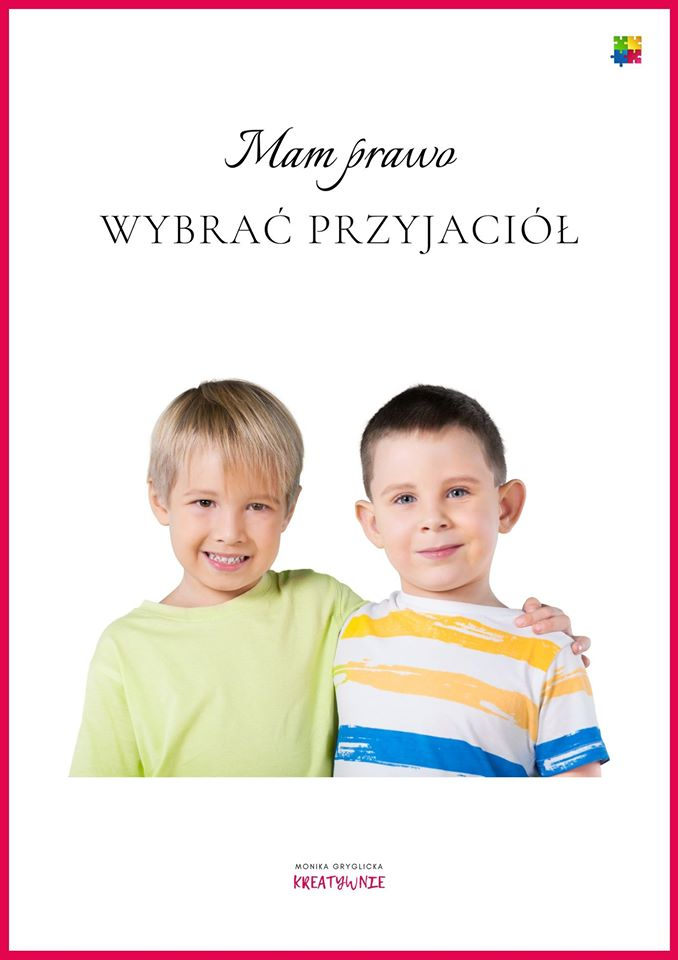 Mam prawo
WYBRAĆ PRZYJACIÓŁ
MONIKA GRYGLICKA
KREATYWNIE